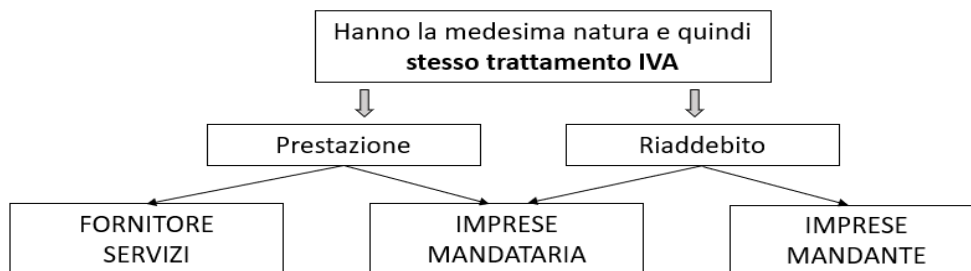 Hanno la medesima natura e quindi
stesso trattamento IVA
Prestazione
Riaddebito
FORNITORE
SERVIZI
IMPRESE
MANDATARIA
IMPRESE
MANDANTE